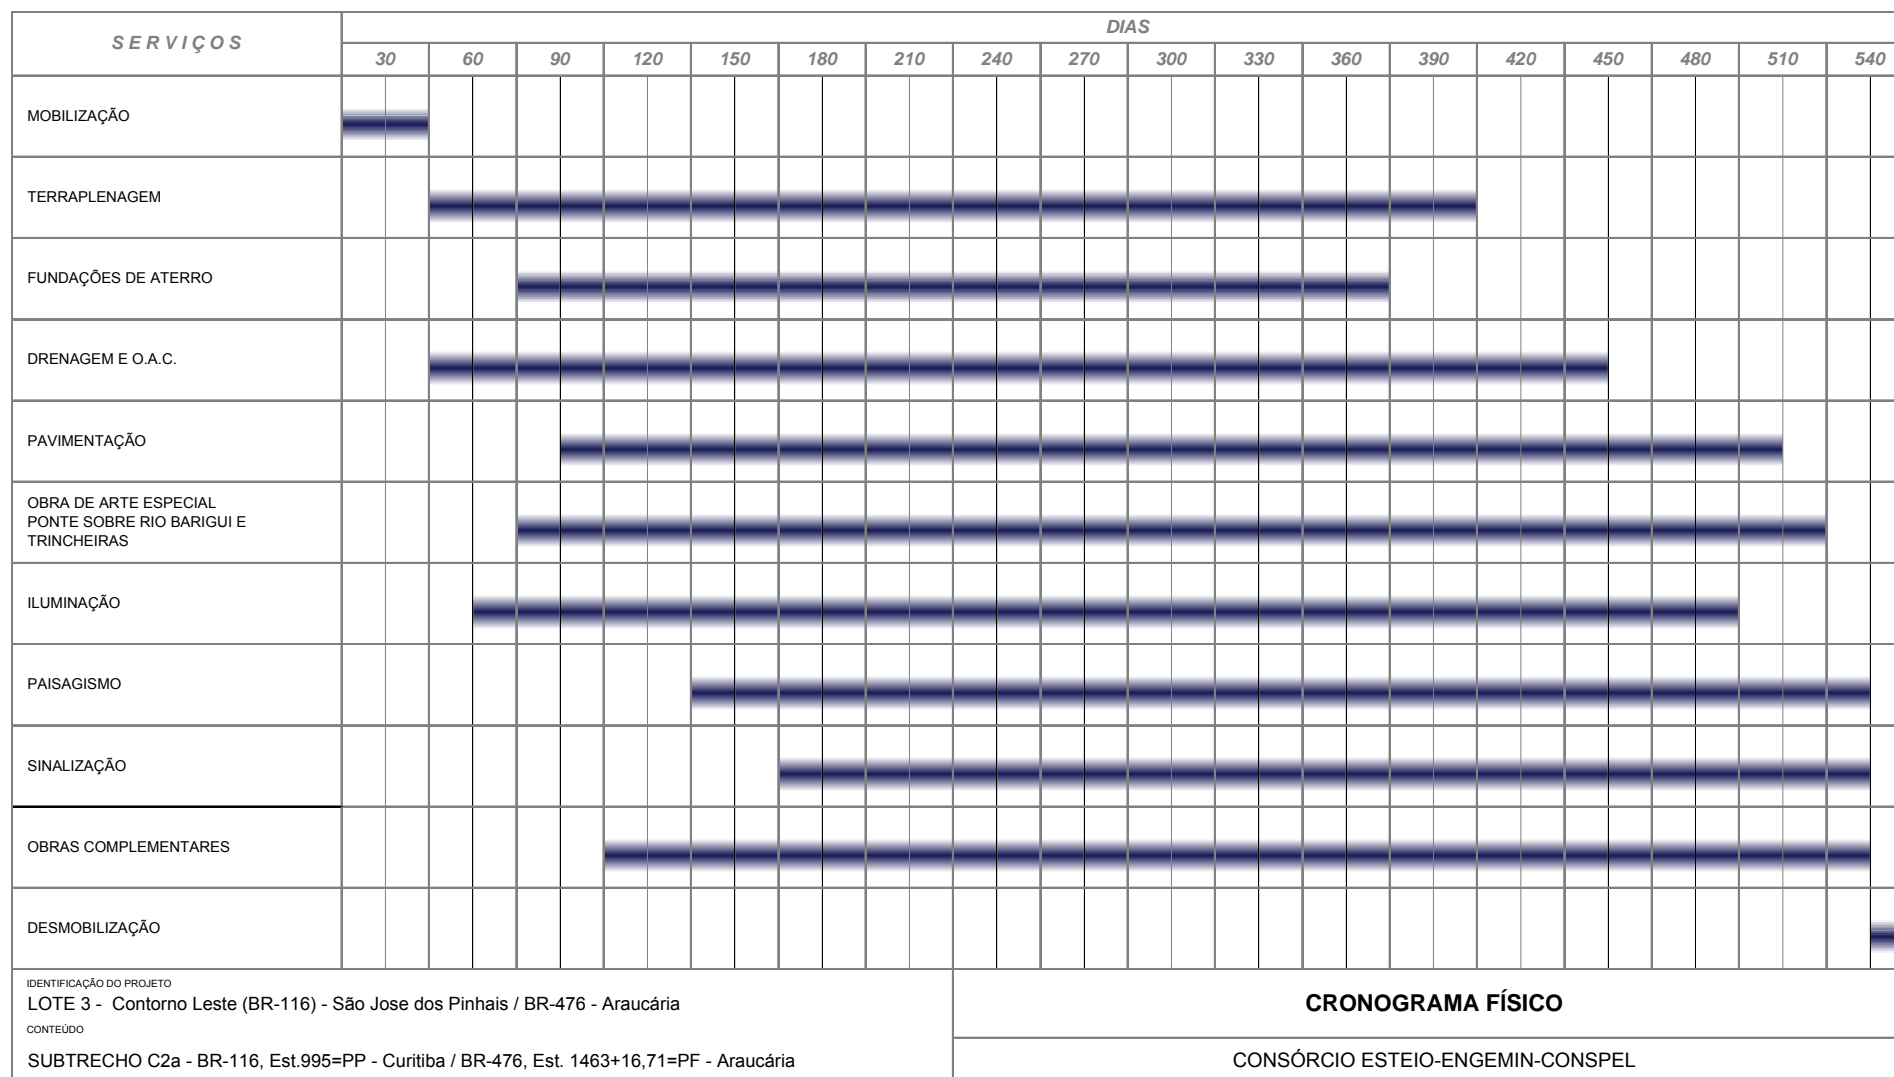 SERVIÇOS
DIAS
30 60 90 120 150 180 210 240 270 300 330 360 390 420 450 480 510 540
MOBILIZAÇÃO
TERRAPLENAGEM
FUNDAÇÕES DE ATERRO
DRENAGEM E O.A.C.
PAVIMENTAÇÃO
OBRA DE ARTE ESPECIAL
PONTE SOBRE RIO BARIGUI E
TRINCHEIRAS
ILUMINAÇÃO
PAISAGISMO
SINALIZAÇÃO
OBRAS COMPLEMENTARES
DESMOBILIZAÇÃO
IDENTIFICAÇÃO DO PROJETO
LOTE 3 - Contorno Leste (BR-116) - São Jose dos Pinhais / BR-476 - Araucária
CONTEÚDO
SUBTRECHO C2a - BR-116, Est.995=PP - Curitiba / BR-476, Est. 1463+16,71=PF - Araucária
CRONOGRAMA FÍSICO
CONSÓRCIO ESTEIO-ENGEMIN-CONSPEL